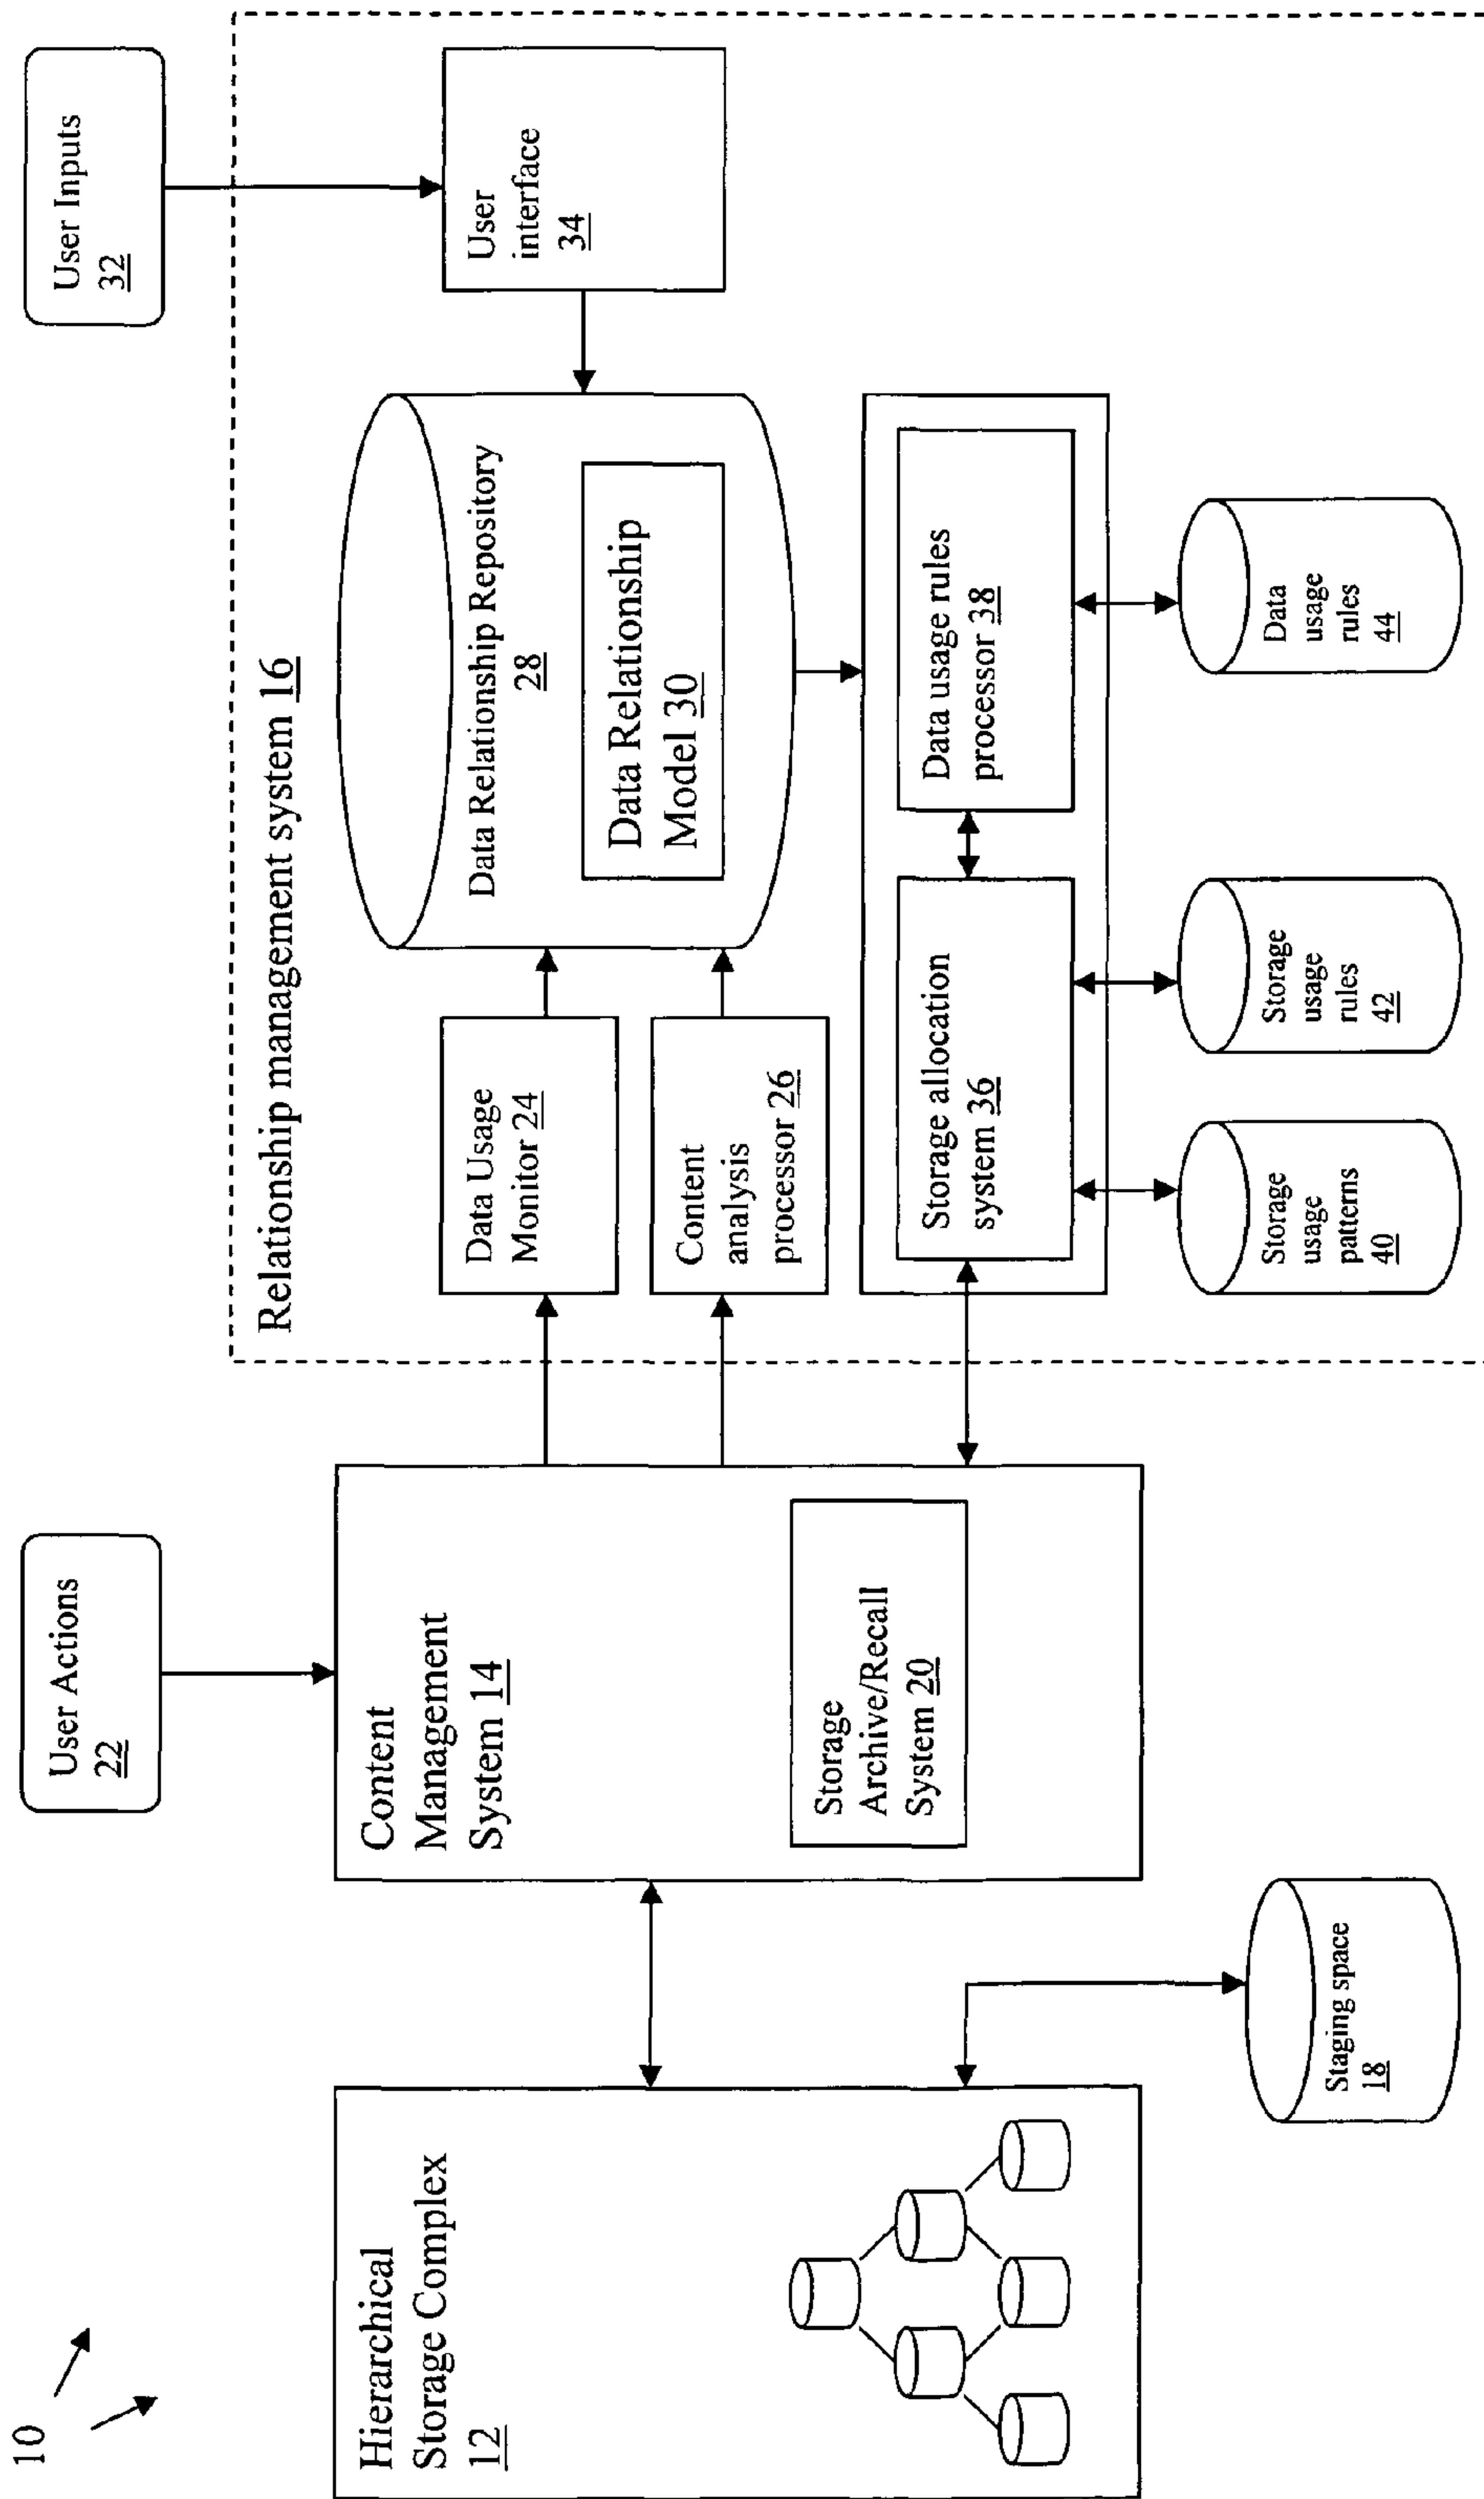 10
Hierarchical
Storage Complex
12
Staging space
18
User Actions
22
Content
Management
System 14
Storage
Archive/Recall
System 20
User Inputs
32
Relationship management system 16
Data Usage
Monitor 24
Content
analysis
processor 26
Data Relationship Repository
28
Data Relationship
Model 30
User
interface
34
Storage allocation
system 36
Data usage rules
processor 38
Storage
usage
patterns
40
Storage
usage
rules
42
Data
usage
rules
44